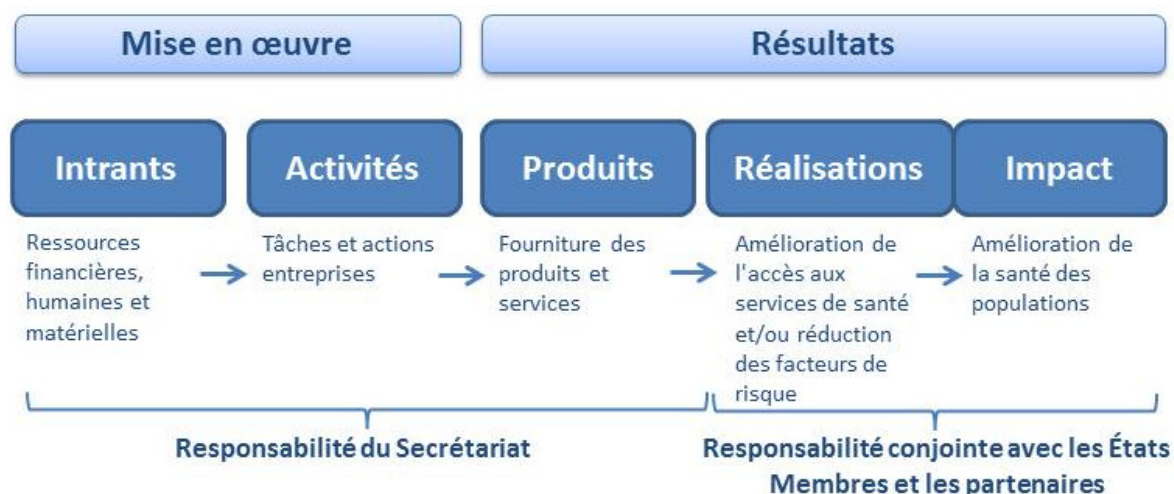 Mise en œuvre
Résultats
Intrants
Activités
Produits
Réalisations
Impact
Ressources
financières,
humaines et
matérielles
Tâches et actions
entreprises
Fourniture des
produits et
services
Amélioration de
l'accès aux
services de santé
et/ou réduction
des facteurs de
risque
Amélioration de
la santé des
populations
Responsabilité du Secrétariat
Responsabilité conjointe avec les États
Membres et les partenaires